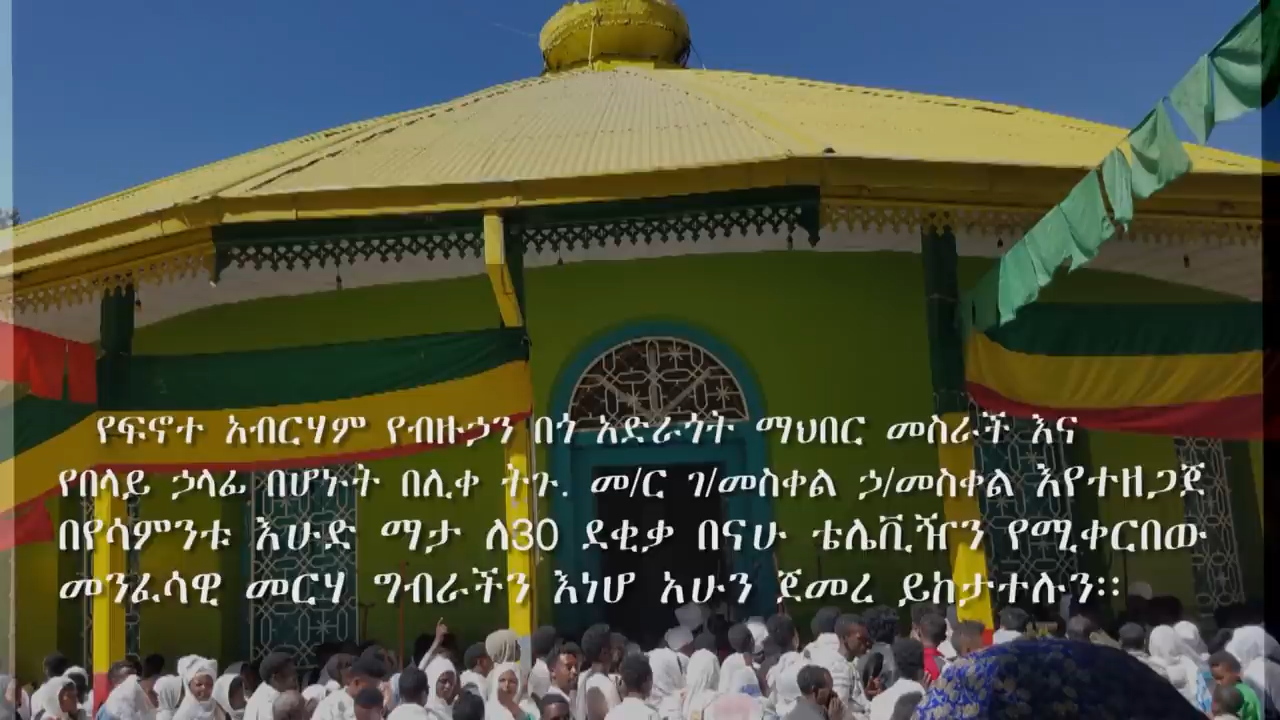 የፍኖተ አብርሃም የብዙኃን በጎ አድራጎት ማህበር መስራች እና
የበላይ ኃላፊ በሆኑት በሊቀ ትጉ. መ/ር ገ/መስቀል ኃ/መስቀል እየተዘጋጀ
በየሳምንቱ እሁድ ማታ ለ30 ደቂቃ በናሁ ቴሌቪዥን የሚቀርበው
መንፈሳዊ መርሃ ግብራችን እነሆ አሁን ጀመረ ይከታተሉን።